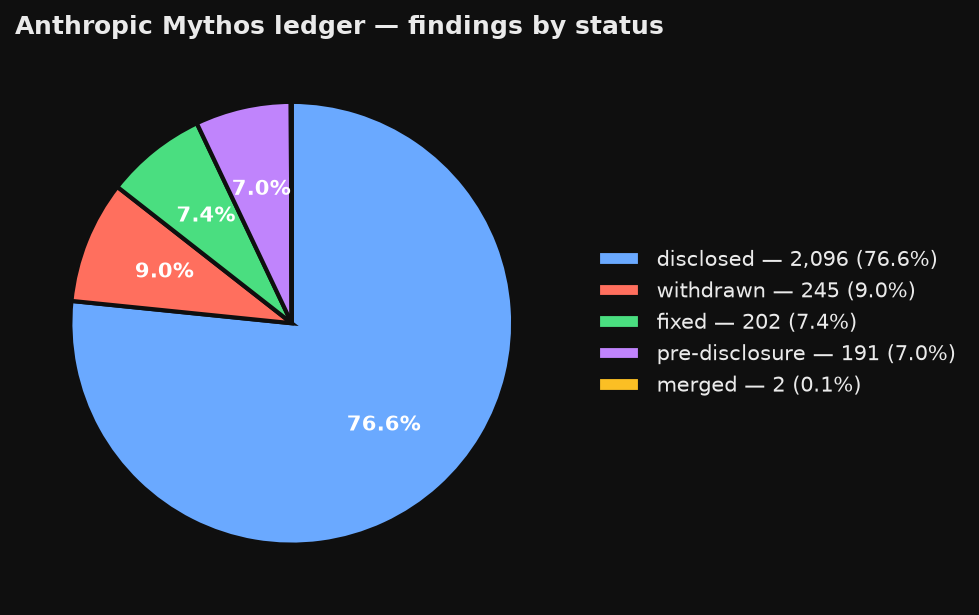 Anthropic Mythos ledger — findings by status
7.0%
7.4%
9.0%
76.6%
disclosed — 2,096 (76.6%)
withdrawn — 245 (9.0%)
fixed — 202 (7.4%)
pre-disclosure — 191 (7.0%)
merged — 2 (0.1%)